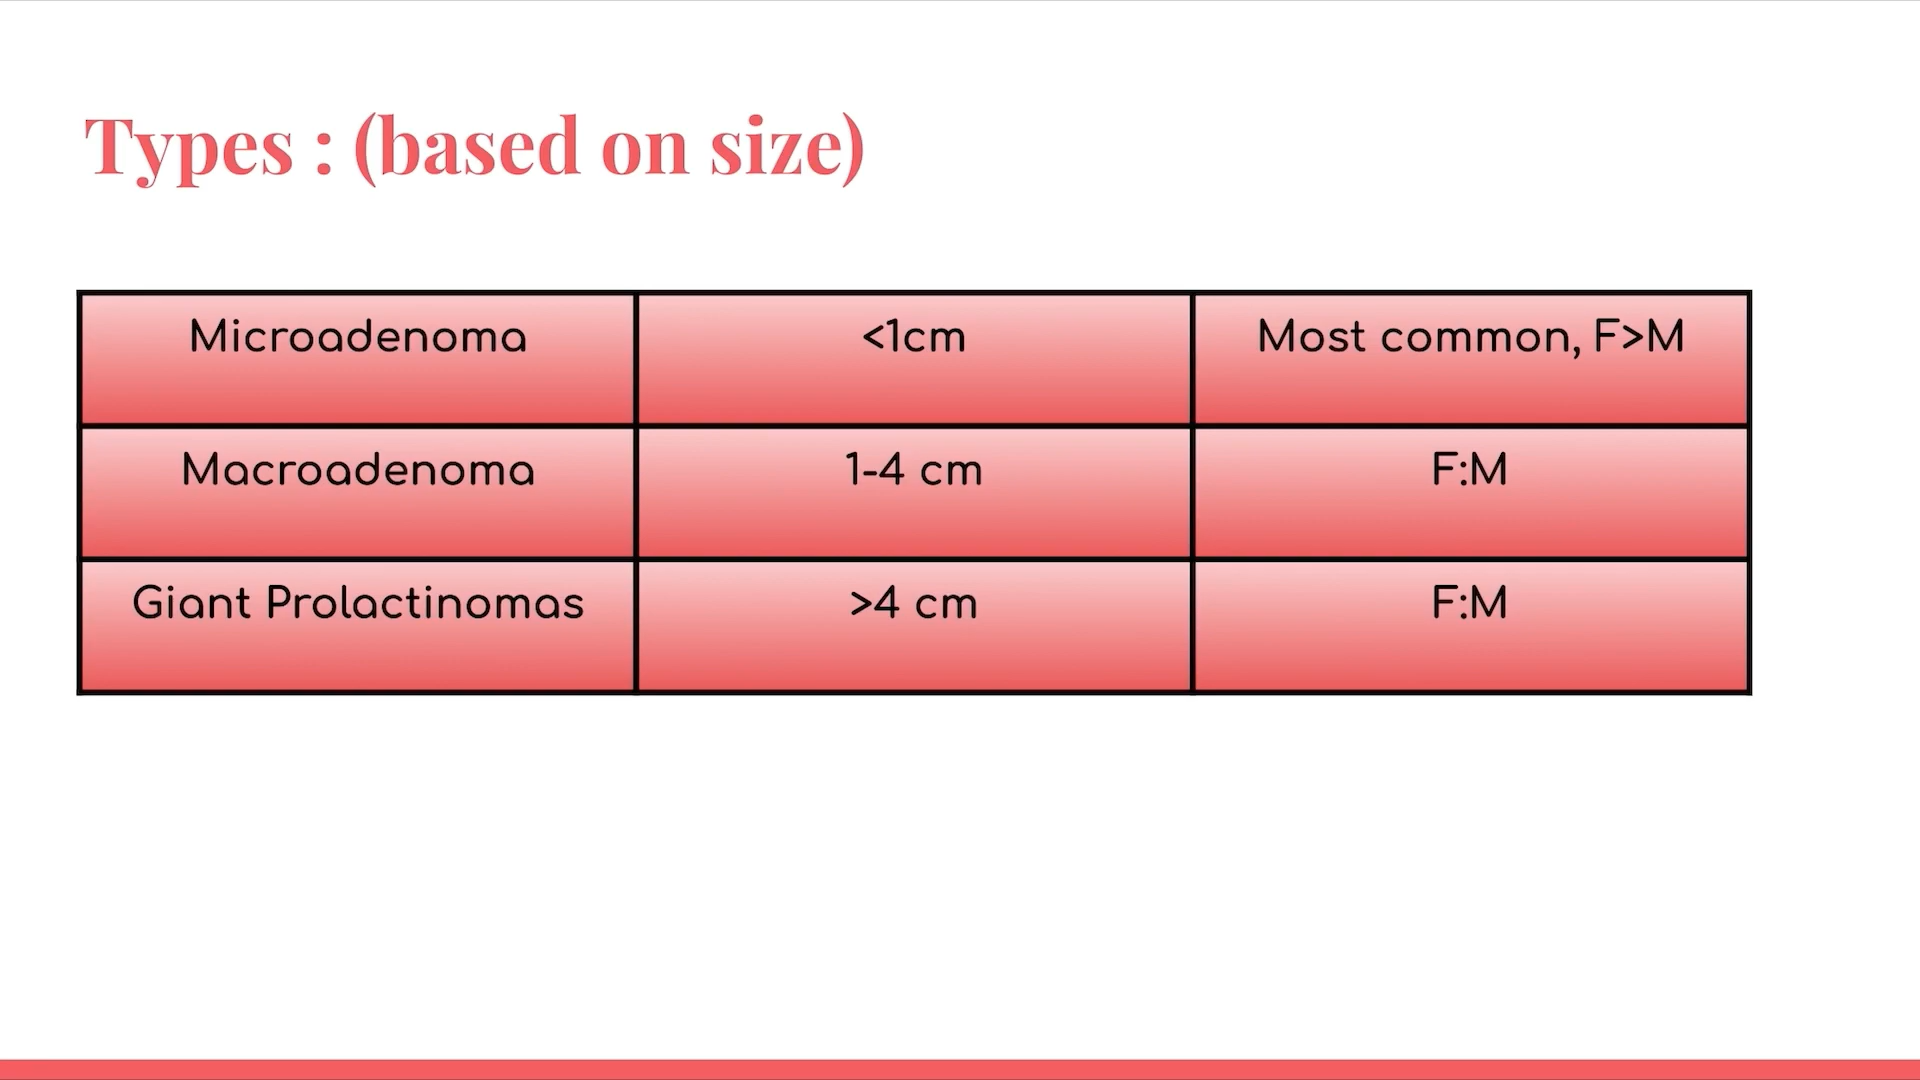 Types : (based on size)
Microadenoma <1cm Most common, F>M
Macroadenoma 1-4 cm F:M
Giant Prolactinomas >4 cm F:M